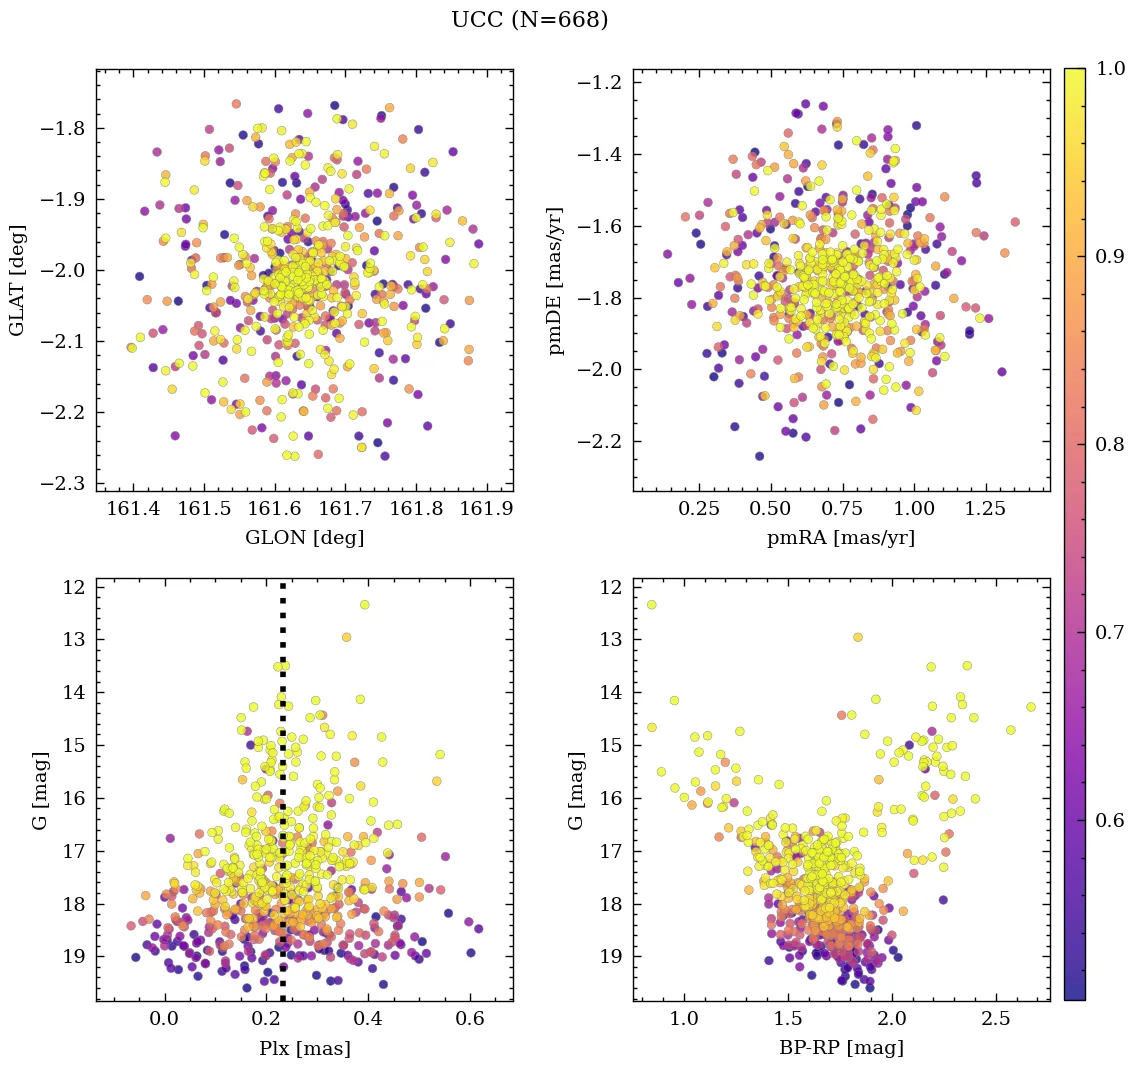 UCC (N=668)
−1.8
−1.9
−2.0
−2.1
−2.2
−2.3
GLAT [deg]
161.4 161.5 161.6 161.7 161.8 161.9
GLON [deg]
−1.2
−1.4
−1.6
−1.8
−2.0
−2.2
pmDE [mas/yr]
0.25 0.50 0.75 1.00 1.25
pmRA [mas/yr]
1.0
0.9
0.8
0.7
0.6
12
13
14
15
16
17
18
19
G [mag]
0.0 0.2 0.4 0.6
Plx [mas]
12
13
14
15
16
17
18
19
G [mag]
1.0 1.5 2.0 2.5
BP-RP [mag]